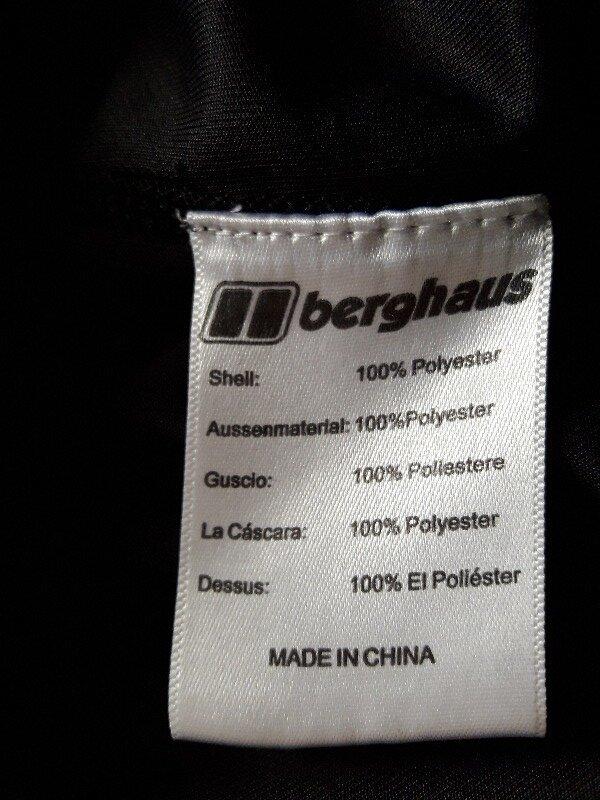 berghaus
Shell: 100% Polyester
Aussenmaterial: 100%Polyester
Guscio: 100% Poliestere
La Cáscara: 100% Polyester
Dessus: 100% El Poliéster
MADE IN CHINA